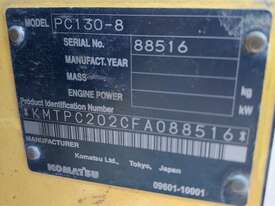 MODEL PC130-8
SERIAL NO. 88516
MANUFACT. YEAR
MASS kg
ENGINE POWER kW
Product Identification Number
*KMTPC202CFA088516*
MANUFACTURER
Komatsu Ltd., Tokyo, Japan
KOMATSU
09601-10001